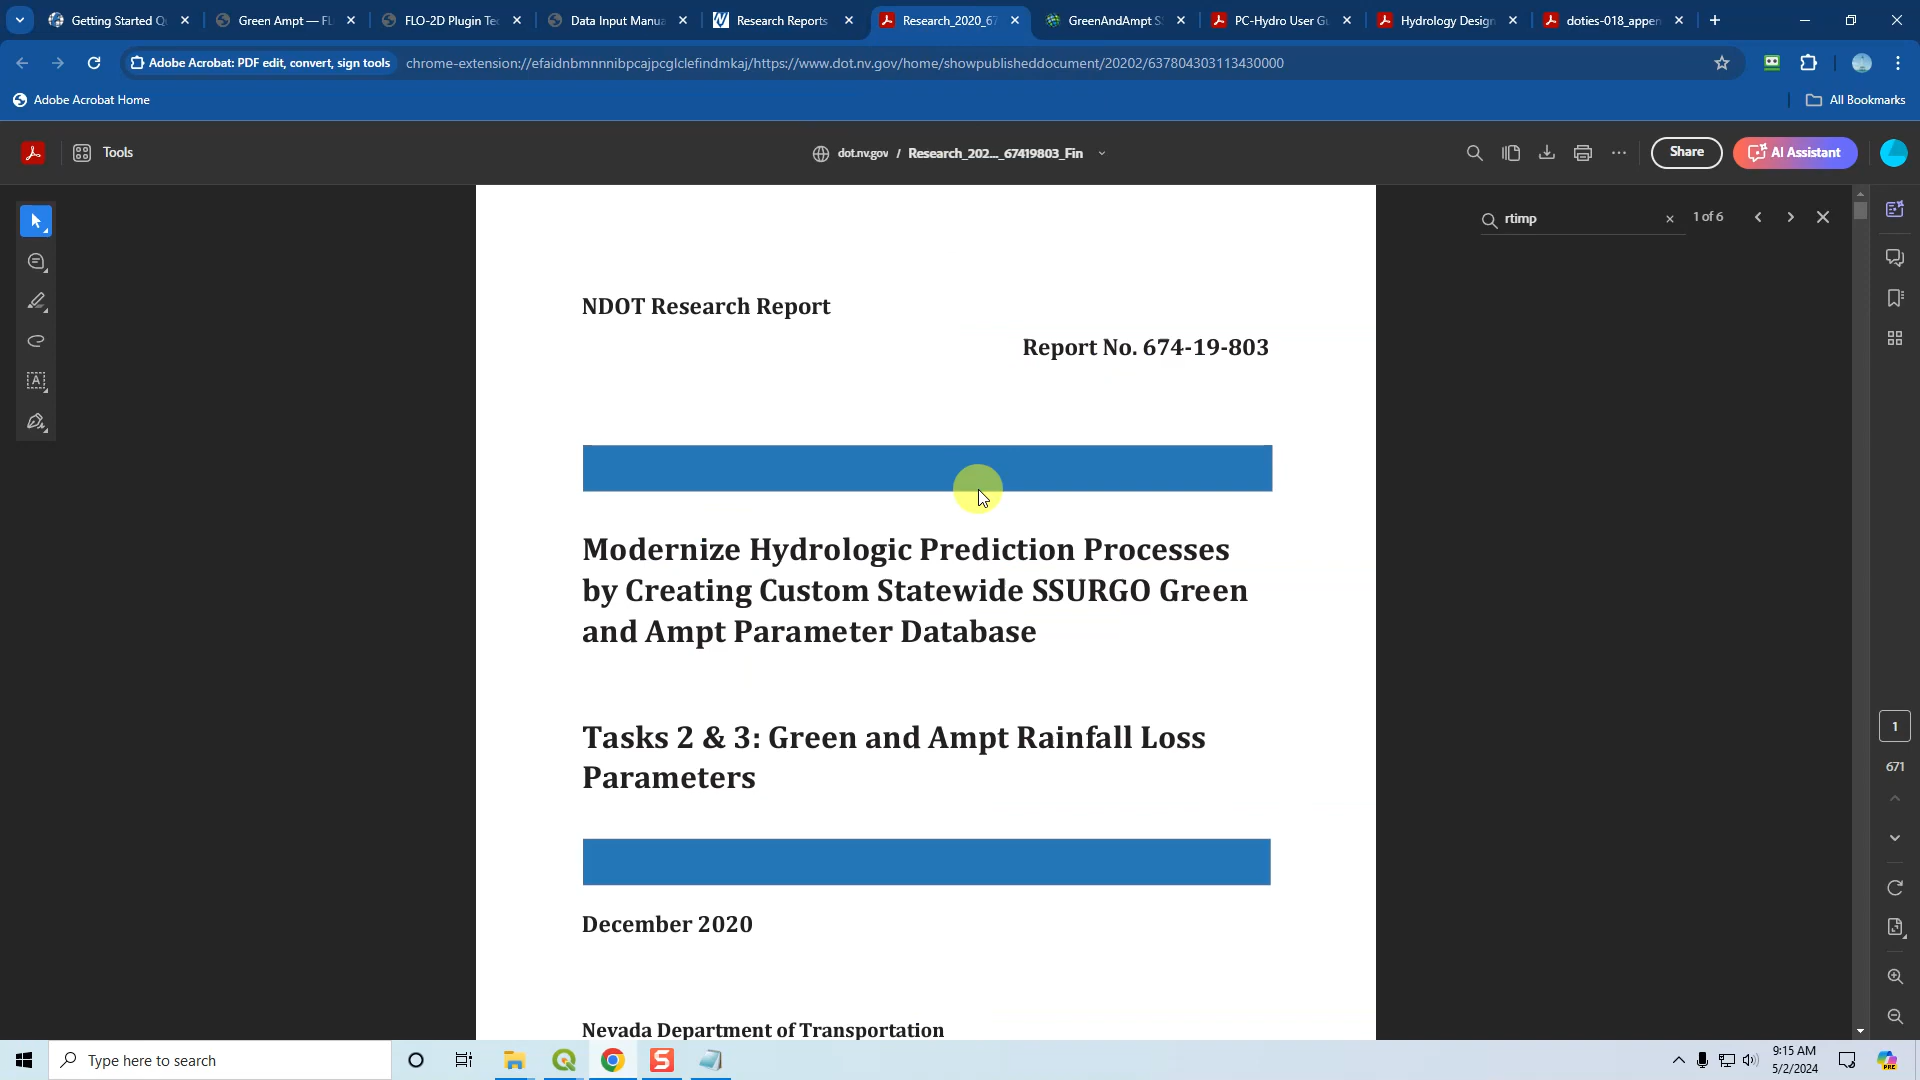 Getting Started Q
Green Ampt — FL
FLO-2D Plugin Tec
Data Input Manua
Research Reports
Research_2020_67
GreenAndAmpt S
PC-Hydro User Gu
Hydrology Design
doties-018_appen
Adobe Acrobat: PDF edit, convert, sign tools
chrome-extension://efaidnbmnnnibpcajpcglclefindmkaj/https://www.dot.nv.gov/home/showpublisheddocument/20202/637804303113430000
Adobe Acrobat Home
All Bookmarks
Tools
dot.nv.gov / Research_202..._67419803_Fin
Share
AI Assistant
rtimp
1 of 6
NDOT Research Report
Report No. 674-19-803
Modernize Hydrologic Prediction Processes
by Creating Custom Statewide SSURGO Green
and Ampt Parameter Database
Tasks 2 & 3: Green and Ampt Rainfall Loss
Parameters
December 2020
Nevada Department of Transportation
1
671
Type here to search
9:15 AM
5/2/2024